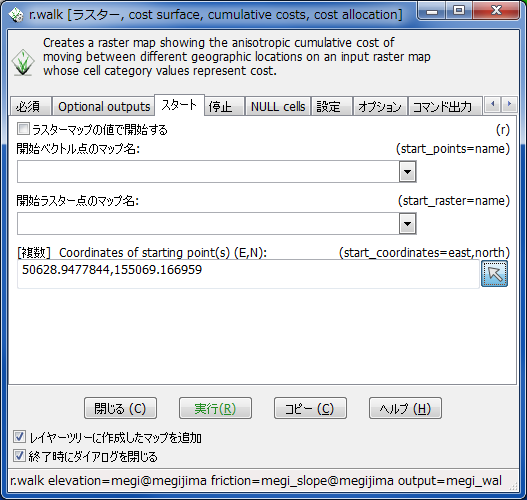 r.walk [ラスター, cost surface, cumulative costs, cost allocation]
Creates a raster map showing the anisotropic cumulative cost of
moving between different geographic locations on an input raster map
whose cell category values represent cost.
必須 Optional outputs スタート 停止 NULL cells 設定 オプション コマンド出力
ラスターマップの値で開始する (r)
開始ベクトル点のマップ名: (start_points=name)
開始ラスター点のマップ名: (start_raster=name)
[複数] Coordinates of starting point(s) (E,N): (start_coordinates=east,north)
50628.9477844,155069.166959
閉じる (C) 実行(R) コピー (C) ヘルプ (H)
レイヤーツリーに作成したマップを追加
終了時にダイアログを閉じる
r.walk elevation=megi@megijima friction=megi_slope@megijima output=megi_wal